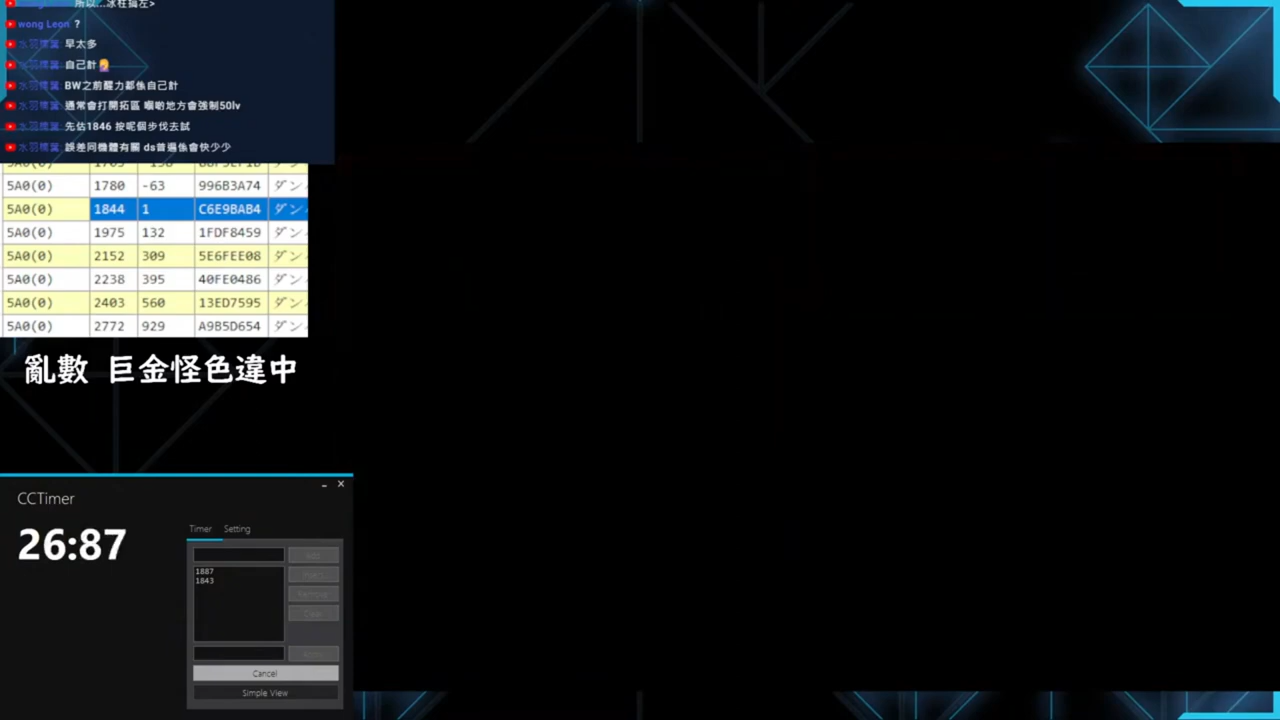 所以...冰柱搞左>
wong Leon ?
早太多
自己計🤷
BW之前醒力都係自己計
通常會打開拓區 嗰啲地方會強制50lv
先估1846 按呢個步伐去試
誤差同機體有關 ds普遍係會快少少
5A0(0) 1780 -63 996B3A74 ダン
5A0(0) 1844 1 C6E9BAB4 ダン
5A0(0) 1975 132 1FDF8459 ダン
5A0(0) 2152 309 5E6FEE08 ダン
5A0(0) 2238 395 40FE0486 ダン
5A0(0) 2403 560 13ED7595 ダン
5A0(0) 2772 929 A9B5D654 ダン
亂數 巨金怪色違中
CCTimer
26:87
Timer Setting
1887
1843
Insert
Remove
Cancel
Simple View